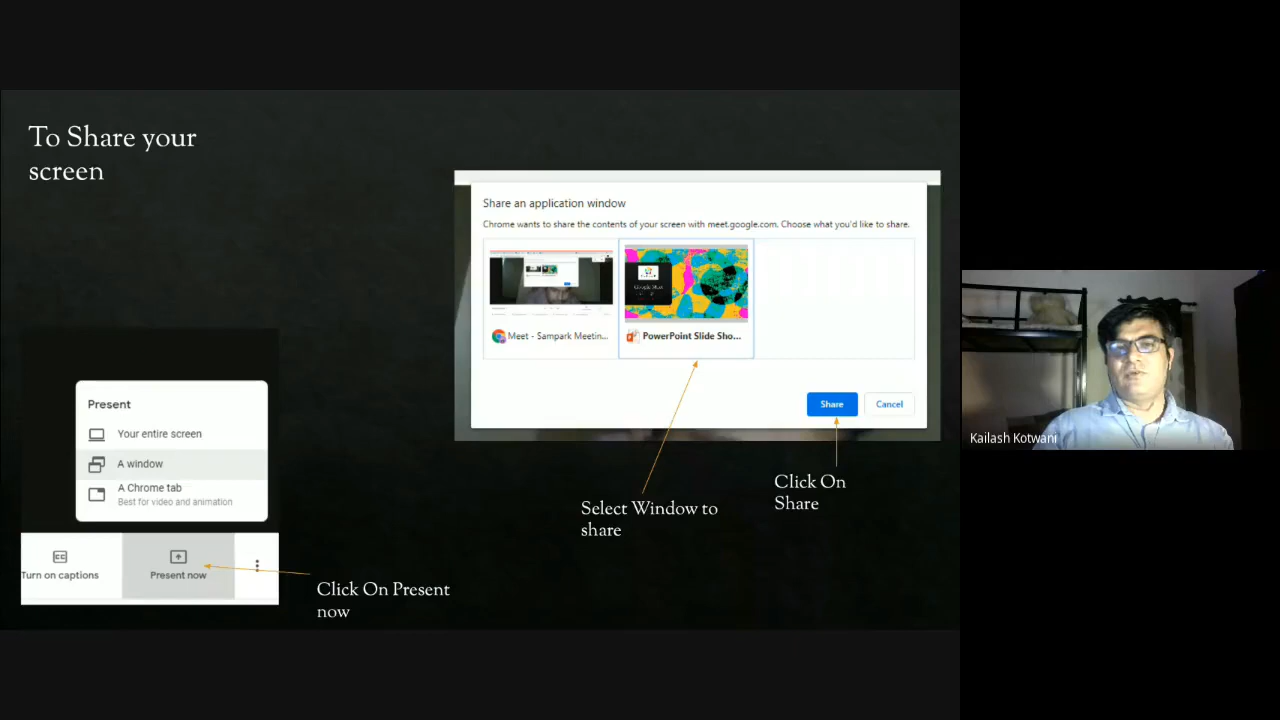 To Share your
screen
Share an application window
Chrome wants to share the contents of your screen with meet.google.com. Choose what you'd like to share.
Meet - Sampark Meetin...
PowerPoint Slide Sho...
Share
Cancel
Present
Your entire screen
A window
A Chrome tab
Best for video and animation
Turn on captions
Present now
Click On Present
now
Select Window to
share
Click On
Share
Kailash Kotwani